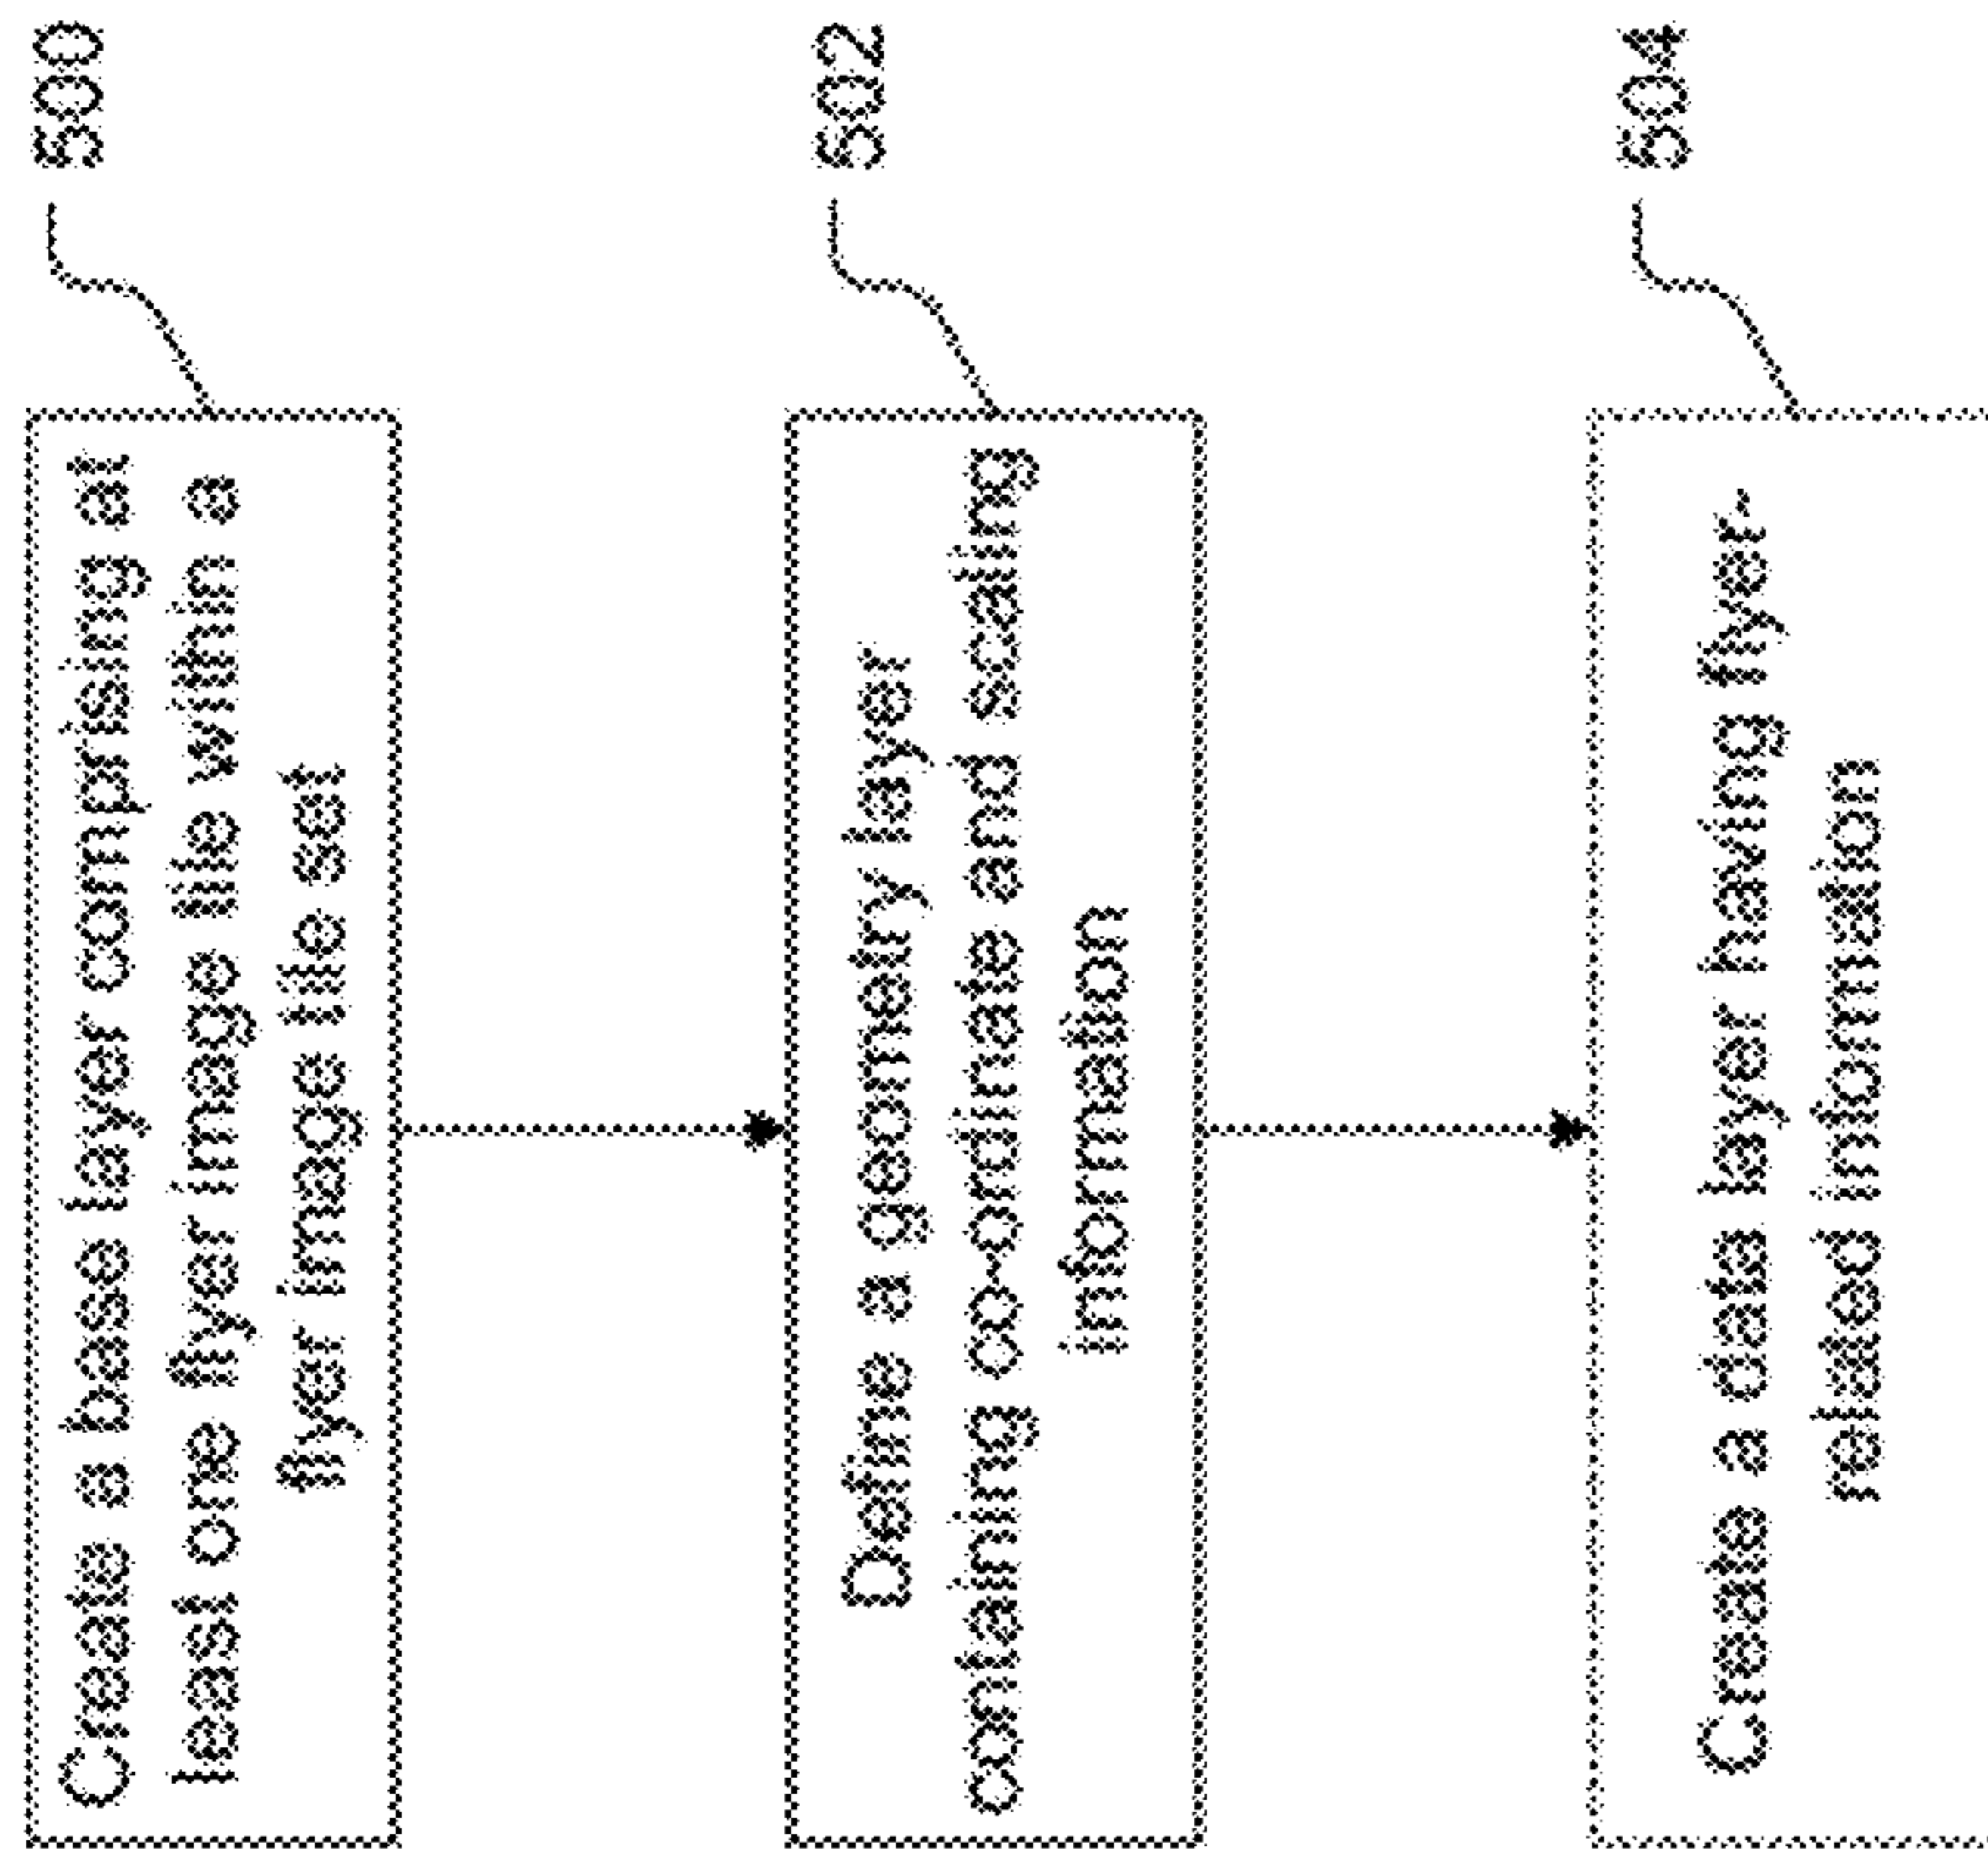 Create a base layer comprising at
least one flyer image tile within a
flyer image tile set
500
Define a geometry layer
containing co-ordinate and scaling
information
502
Create a data layer having flyer-
related information
504